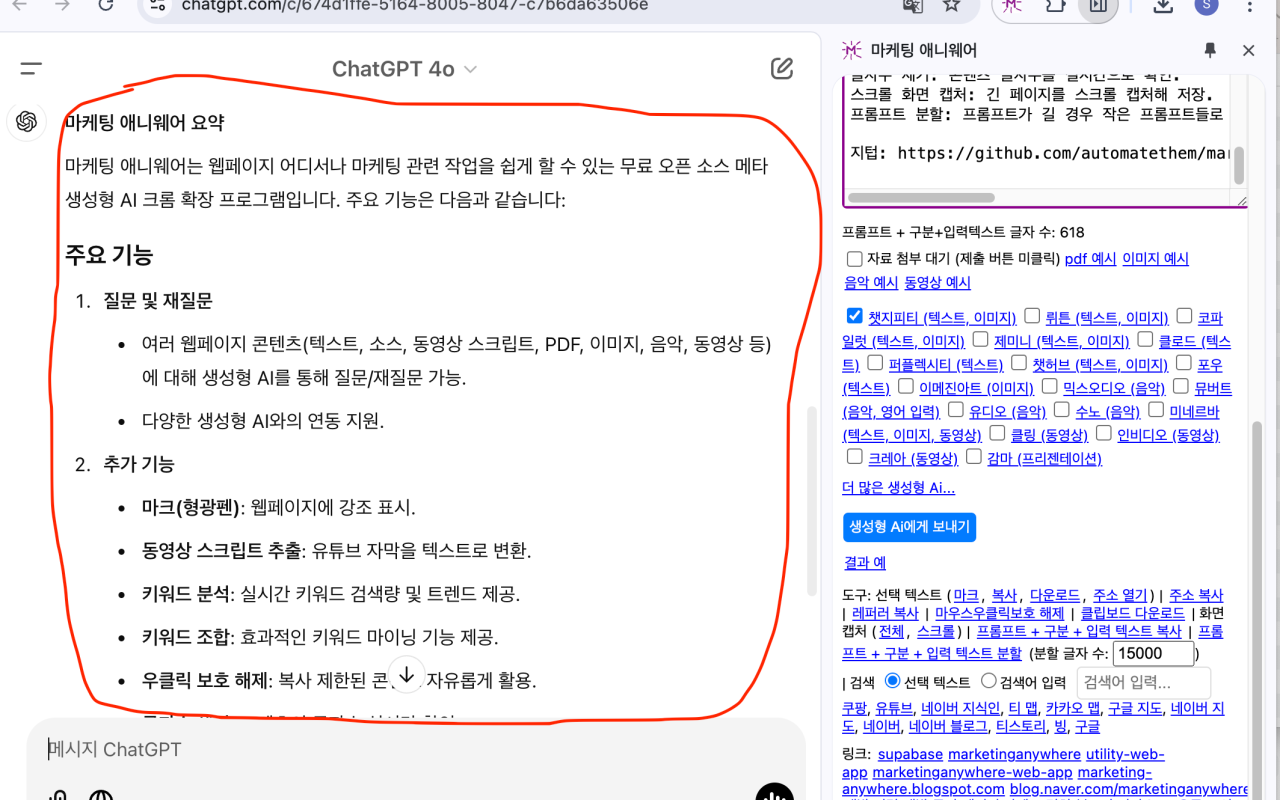 chatgpt.com/c/674d1ffe-5164-8005-8047-c7b6da63506e
S
ChatGPT 4o
마케팅 애니웨어 요약
마케팅 애니웨어는 웹페이지 어디서나 마케팅 관련 작업을 쉽게 할 수 있는 무료 오픈 소스 메타
생성형 AI 크롬 확장 프로그램입니다. 주요 기능은 다음과 같습니다:
주요 기능
1. 질문 및 재질문
• 여러 웹페이지 콘텐츠(텍스트, 소스, 동영상 스크립트, PDF, 이미지, 음악, 동영상 등)
에 대해 생성형 AI를 통해 질문/재질문 가능.
• 다양한 생성형 AI와의 연동 지원.
2. 추가 기능
• 마크(형광펜): 웹페이지에 강조 표시.
• 동영상 스크립트 추출: 유튜브 자막을 텍스트로 변환.
• 키워드 분석: 실시간 키워드 검색량 및 트렌드 제공.
• 키워드 조합: 효과적인 키워드 마이닝 기능 제공.
• 우클릭 보호 해제: 복사 제한된 자유롭게 활용.
메시지 ChatGPT
마케팅 애니웨어
글자수 세기: 콘텐츠 글자수를 실시간으로 확인.
스크롤 화면 캡처: 긴 페이지를 스크롤 캡처해 저장.
프롬프트 분할: 프롬프트가 길 경우 작은 프롬프트들로
지텁: https://github.com/automatethem/mar
프롬프트 + 구분+입력텍스트 글자 수: 618
자료 첨부 대기 (제출 버튼 미클릭) pdf 예시 이미지 예시
음악 예시 동영상 예시
챗지피티 (텍스트, 이미지) 뤼튼 (텍스트, 이미지) 코파
일럿 (텍스트, 이미지) 제미니 (텍스트, 이미지) 클로드 (텍스
트) 퍼플렉시티 (텍스트) 챗허브 (텍스트, 이미지) 포우
(텍스트) 이메진아트 (이미지) 믹스오디오 (음악) 뮤버트
(음악, 영어 입력) 유디오 (음악) 수노 (음악) 미네르바
(텍스트, 이미지, 동영상) 클링 (동영상) 인비디오 (동영상)
크레아 (동영상) 감마 (프리젠테이션)
더 많은 생성형 Ai...
생성형 Ai에게 보내기
결과 예
도구: 선택 텍스트 (마크, 복사, 다운로드, 주소 열기) | 주소 복사
| 레퍼러 복사 | 마우스우클릭보호 해제 | 클립보드 다운로드 | 화면
캡처 (전체, 스크롤) | 프롬프트 + 구분 + 입력 텍스트 복사 | 프롬
프트 + 구분 + 입력 텍스트 분할 (분할 글자 수: 15000)
| 검색 선택 텍스트 검색어 입력 검색어 입력...
쿠팡, 유튜브, 네이버 지식인, 티 맵, 카카오 맵, 구글 지도, 네이버 지
도, 네이버, 네이버 블로그, 티스토리, 빙, 구글
링크: supabase marketinganywhere utility-web-
app marketinganywhere-web-app marketing-
anywhere.blogspot.com blog.naver.com/marketinganywhere